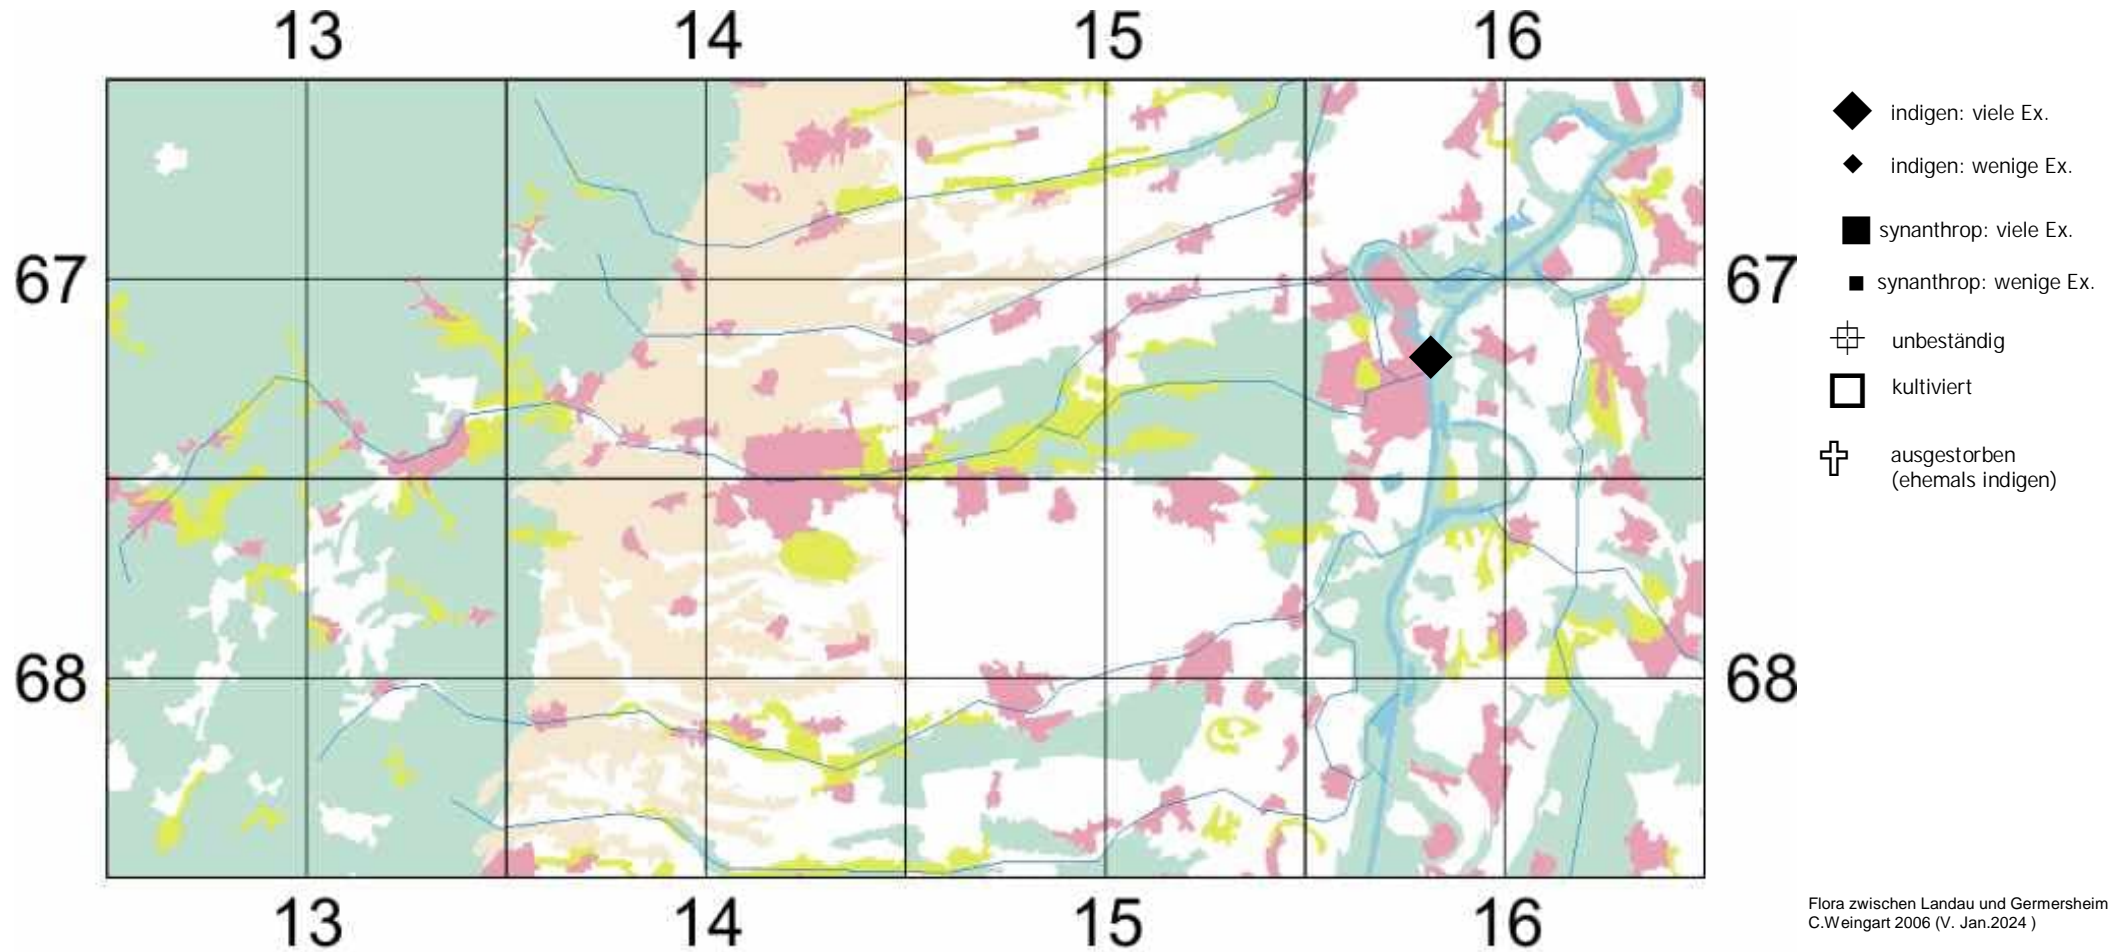 13 14 15 16
67
67
68
68
13 14 15 16
indigen: viele Ex.
indigen: wenige Ex.
synanthrop: viele Ex.
synanthrop: wenige Ex.
unbeständig
kultiviert
ausgestorben
(ehemals indigen)
Flora zwischen Landau und Germersheim
C.Weingart 2006 (V. Jan.2024 )